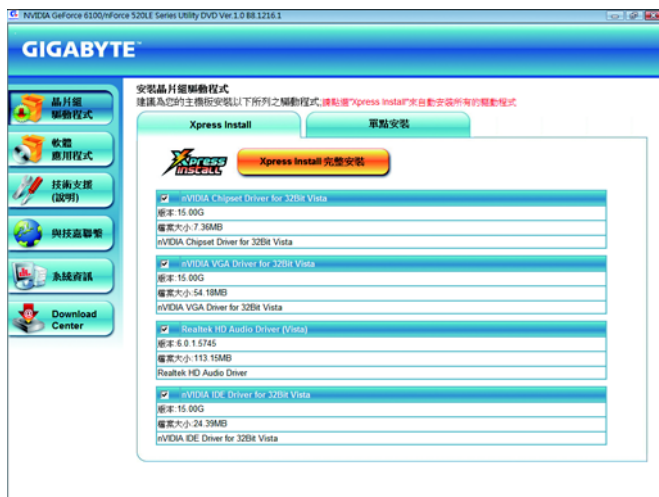 NVIDIA GeForce 6100/nForce 520LE Series Utility DVD Ver.1.0 B8.1216.1
GIGABYTE™
晶片組
驅動程式
軟體
應用程式
技術支援
(說明)
與技嘉聯繫
系統資訊
Download
Center
安裝晶片組驅動程式
建議為您的主機板安裝以下所列之驅動程式,請點選"Xpress Install"來自動安裝所有的驅動程式
Xpress Install
單點安裝
Xpress
INSTALL
Xpress Install 完整安裝
nVIDIA Chipset Driver for 32Bit Vista
版本:15.00G
檔案大小:7.36MB
nVIDIA Chipset Driver for 32Bit Vista
nVIDIA VGA Driver for 32Bit Vista
版本:15.00G
檔案大小:54.18MB
nVIDIA VGA Driver for 32Bit Vista
Realtek HD Audio Driver (Vista)
版本:6.0.1.5745
檔案大小:113.15MB
Realtek HD Audio Driver
nVIDIA IDE Driver for 32Bit Vista
版本:15.00G
檔案大小:24.39MB
nVIDIA IDE Driver for 32Bit Vista